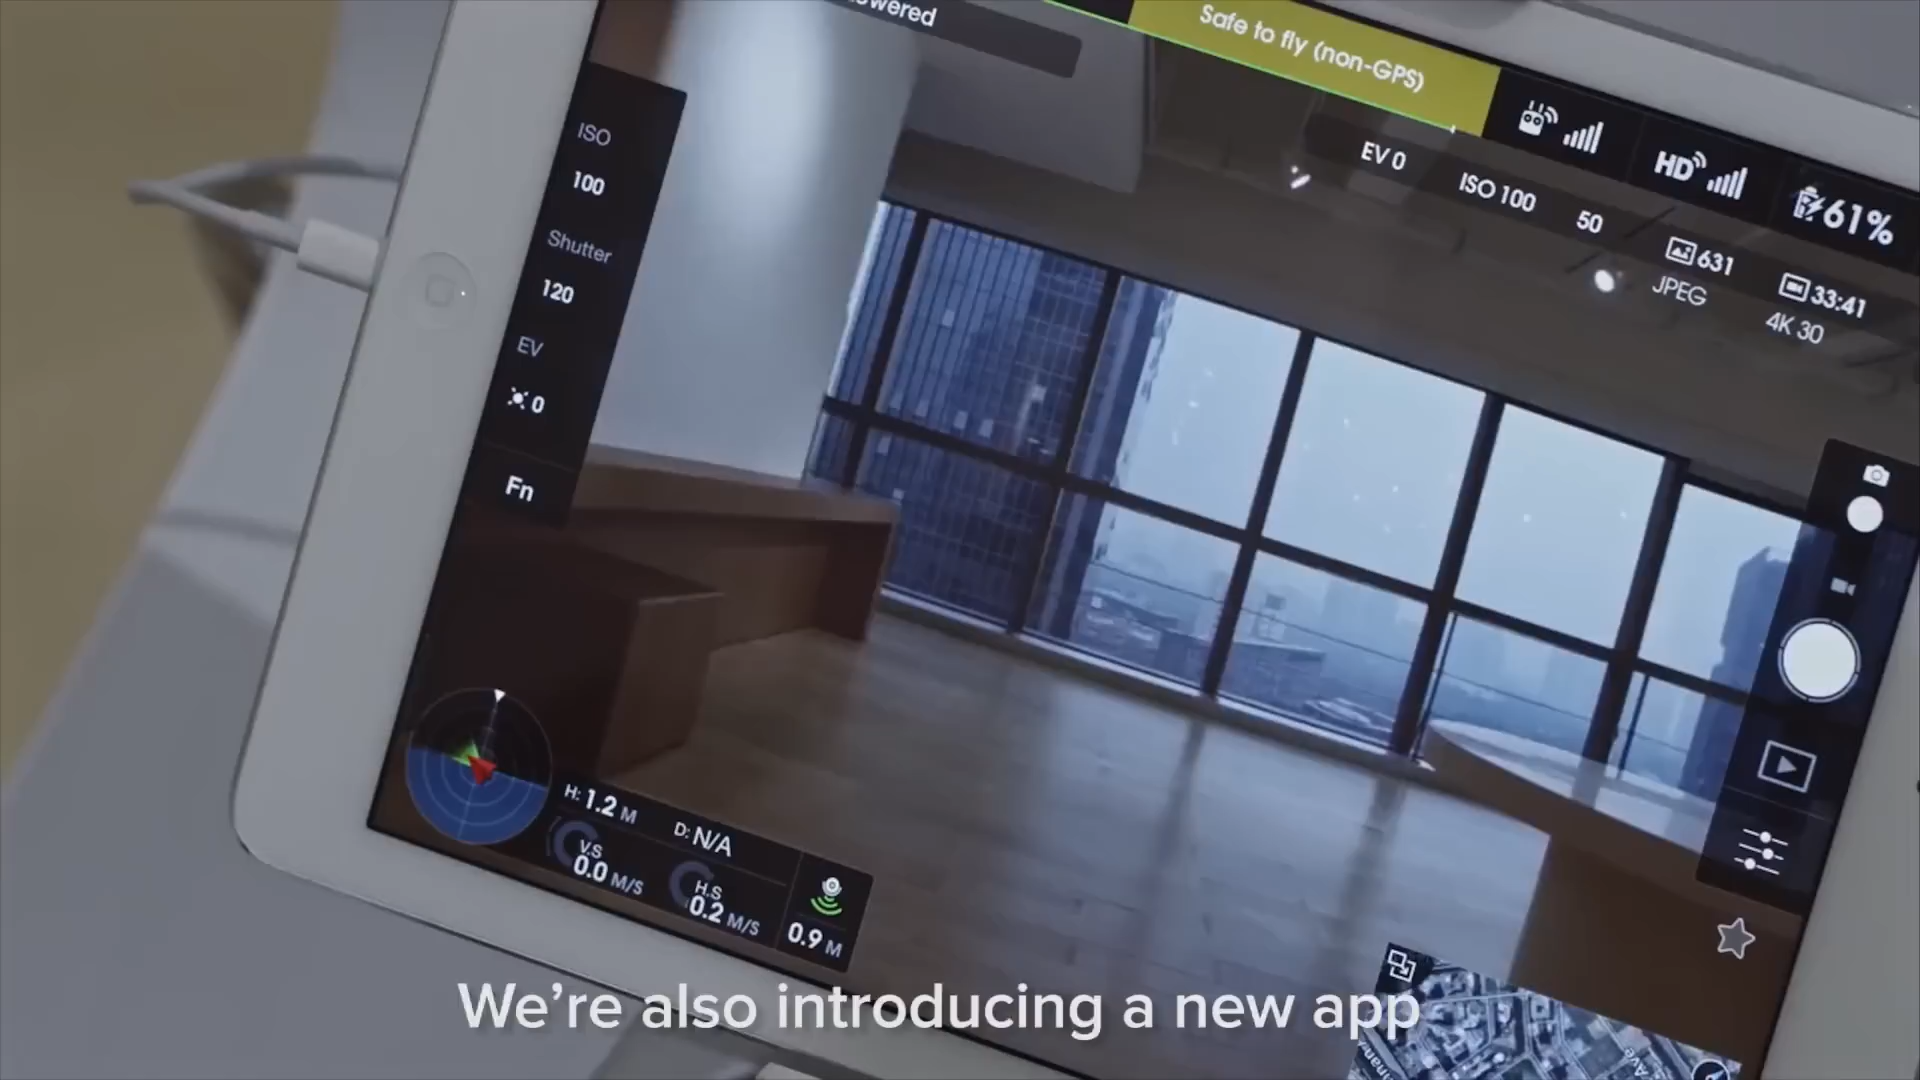 Safe to fly (non-GPS)
HD
61%
EV 0
ISO 100
50
631
JPEG
33:41
4K 30
ISO
100
Shutter
120
EV
0
Fn
H: 1.2 M
D: N/A
V.S
0.0 M/S
H.S
0.2 M/S
0.9 M
We're also introducing a new app
Ave